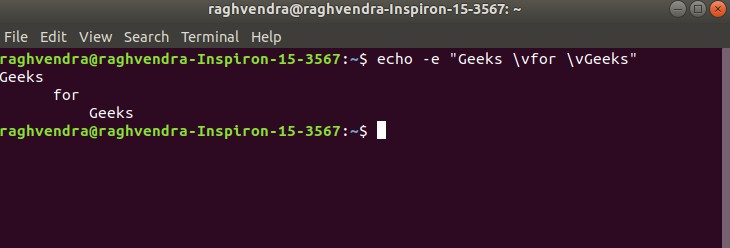 raghvendra@raghvendra-Inspiron-15-3567: ~
File Edit View Search Terminal Help
raghvendra@raghvendra-Inspiron-15-3567:~$ echo -e "Geeks \vfor \vGeeks"
Geeks
      for
          Geeks
raghvendra@raghvendra-Inspiron-15-3567:~$